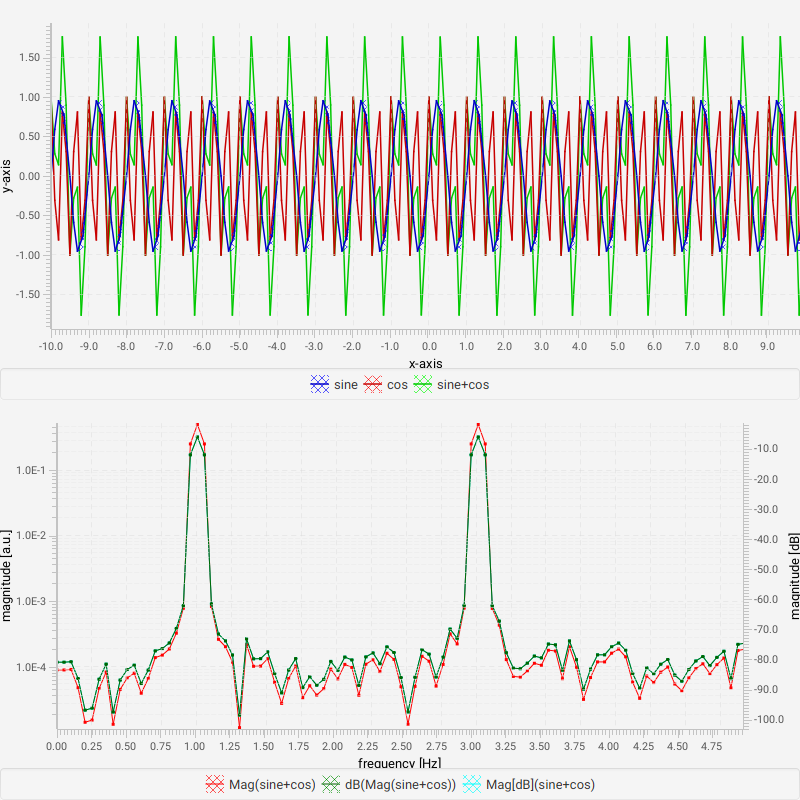 y-axis
1.50
1.00
0.50
0.00
-0.50
-1.00
-1.50
-10.0 -9.0 -8.0 -7.0 -6.0 -5.0 -4.0 -3.0 -2.0 -1.0 0.0 1.0 2.0 3.0 4.0 5.0 6.0 7.0 8.0 9.0
x-axis
sine cos sine+cos
magnitude [a.u.]
1.0E-1
1.0E-2
1.0E-3
1.0E-4
-10.0
-20.0
-30.0
-40.0
-50.0
-60.0
-70.0
-80.0
-90.0
-100.0
magnitude [dB]
0.00 0.25 0.50 0.75 1.00 1.25 1.50 1.75 2.00 2.25 2.50 2.75 3.00 3.25 3.50 3.75 4.00 4.25 4.50 4.75
frequency [Hz]
Mag(sine+cos) dB(Mag(sine+cos)) Mag[dB](sine+cos)